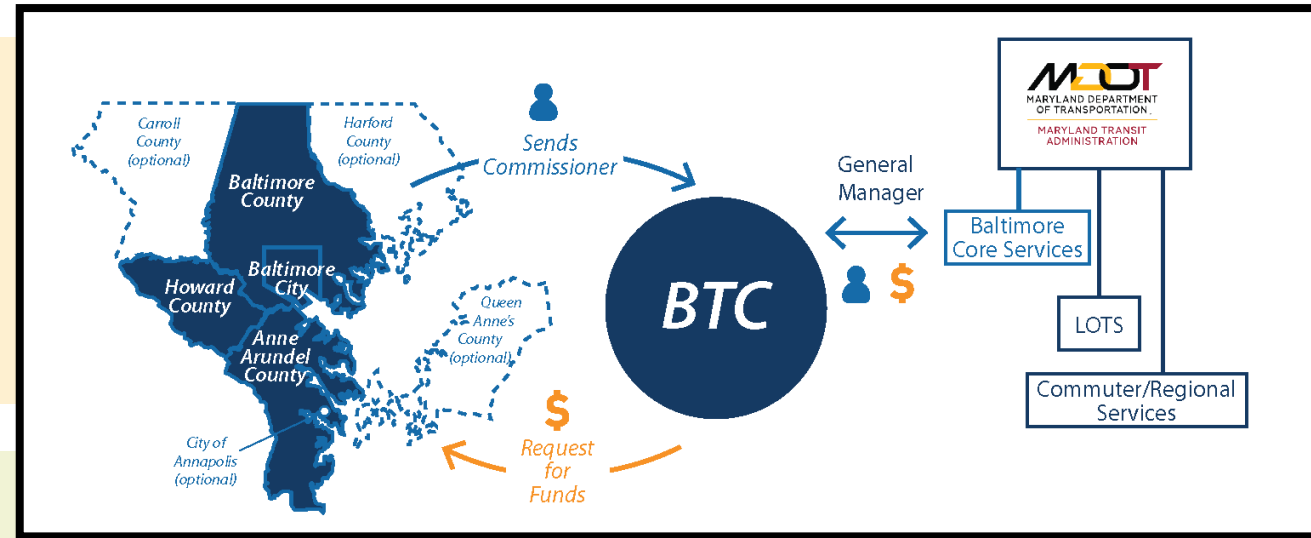 Carroll
County
(optional)
Harford
County
(optional)
Baltimore
County
Baltimore
City
Howard
County
Anne
Arundel
County
Queen
Anne's
County
(optional)
City of
Annapolis
(optional)
Sends
Commissioner
$
Request
for
Funds
BTC
General
Manager
$
MDOT
MARYLAND DEPARTMENT
OF TRANSPORTATION
MARYLAND TRANSIT
ADMINISTRATION
Baltimore
Core Services
LOTS
Commuter/Regional
Services